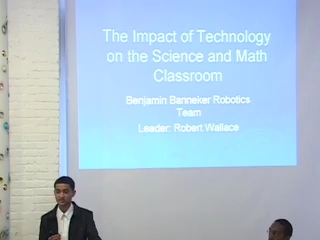 The Impact of Technology
on the Science and Math
Classroom
Benjamin Banneker Robotics
Team
Leader: Robert Wallace